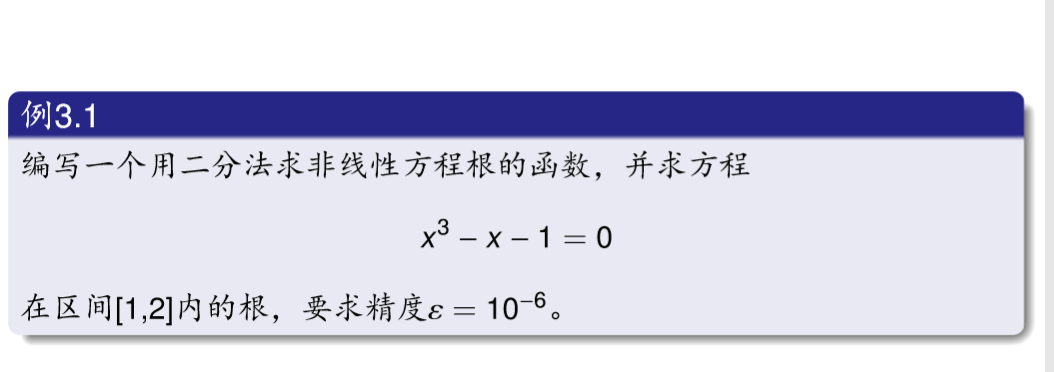 例3.1
编写一个用二分法求非线性方程根的函数，并求方程
x³ − x − 1 = 0
在区间[1,2]内的根，要求精度ε = 10⁻⁶。